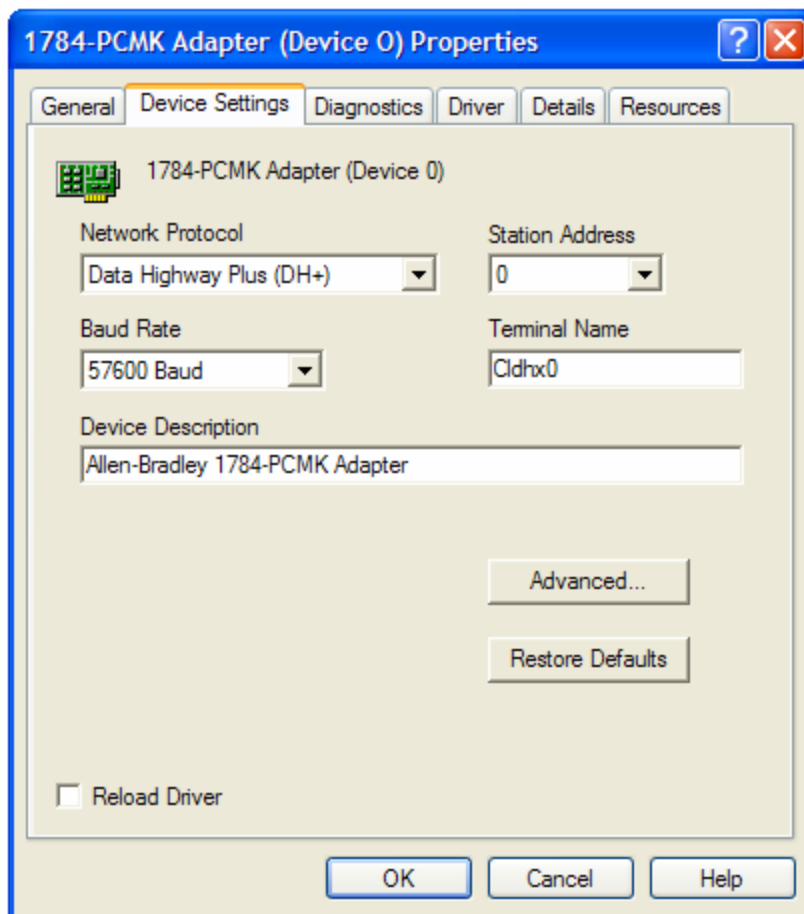 1784-PCMK Adapter (Device O) Properties
General Device Settings Diagnostics Driver Details Resources
1784-PCMK Adapter (Device 0)
Network Protocol Station Address
Data Highway Plus (DH+) 0
Baud Rate Terminal Name
57600 Baud Cldhx0
Device Description
Allen-Bradley 1784-PCMK Adapter
Advanced...
Restore Defaults
Reload Driver
OK Cancel Help